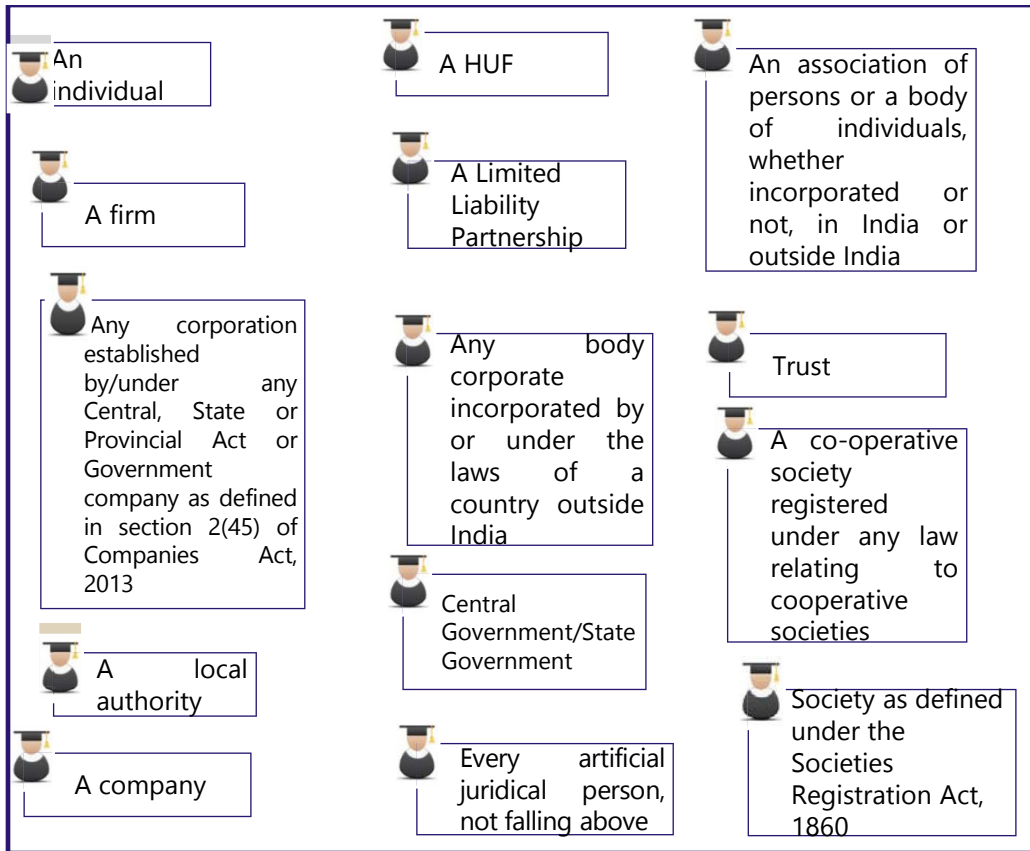 An
individual
A HUF
An association of
persons or a body
of individuals,
whether
incorporated or
not, in India or
outside India
A firm
A Limited
Liability
Partnership
Any corporation
established
by/under any
Central, State or
Provincial Act or
Government
company as defined
in section 2(45) of
Companies Act,
2013
Any body
corporate
incorporated by
or under the
laws of a
country outside
India
Trust
A co-operative
society
registered
under any law
relating to
cooperative
societies
Central
Government/State
Government
A local
authority
Society as defined
under the
Societies
Registration Act,
1860
A company
Every artificial
juridical person,
not falling above